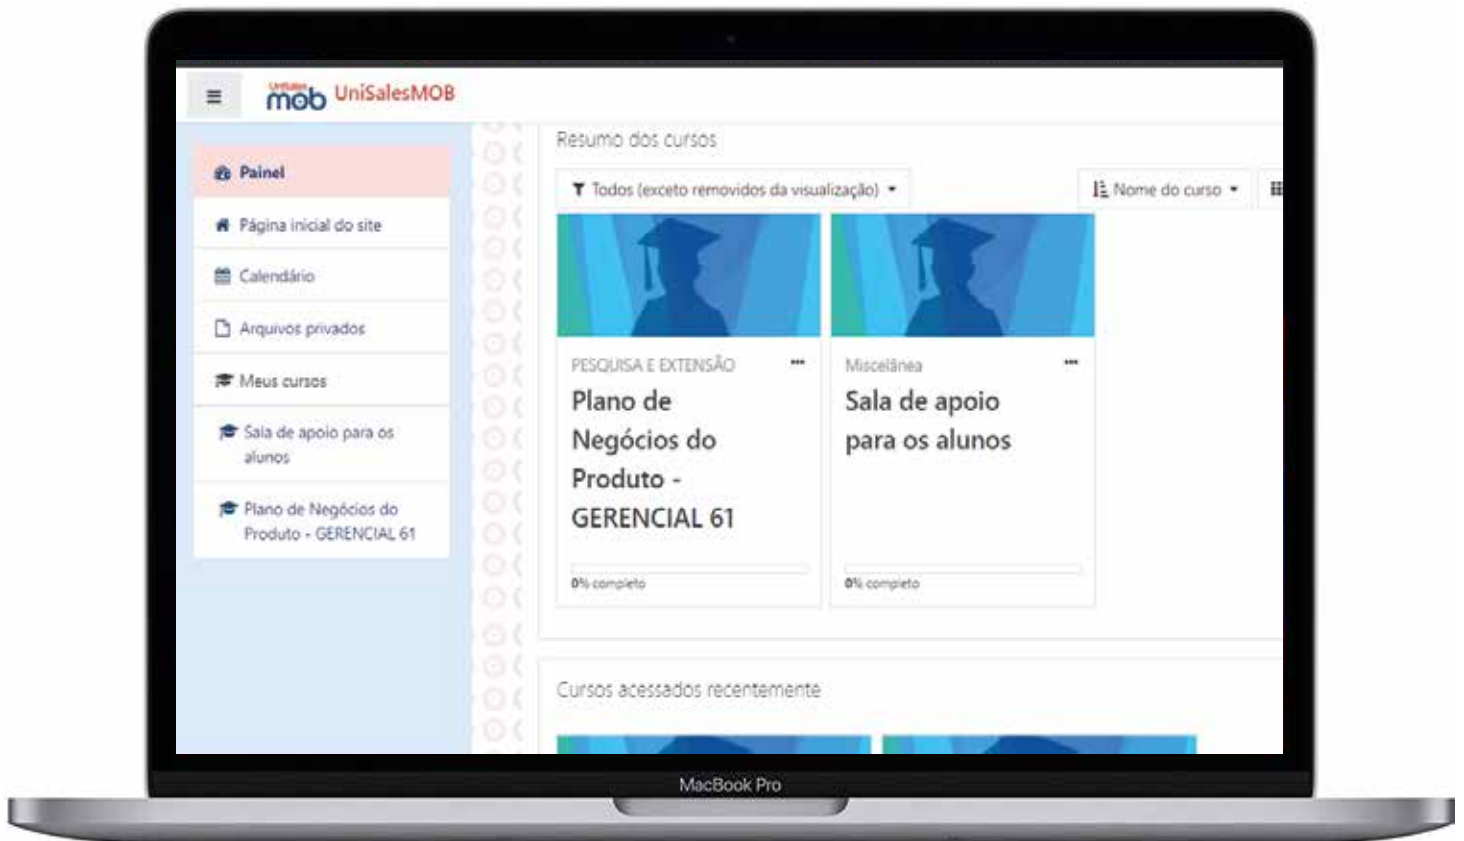 UniSales
mob UniSalesMOB
Painel
Página inicial do site
Calendário
Arquivos privados
Meus cursos
Sala de apoio para os
alunos
Plano de Negócios do
Produto - GERENCIAL 61
Resumo dos cursos
Todos (exceto removidos da visualização)
Nome do curso
PESQUISA E EXTENSÃO
Plano de
Negócios do
Produto -
GERENCIAL 61
0% completo
Miscelânea
Sala de apoio
para os alunos
0% completo
Cursos acessados recentemente
MacBook Pro